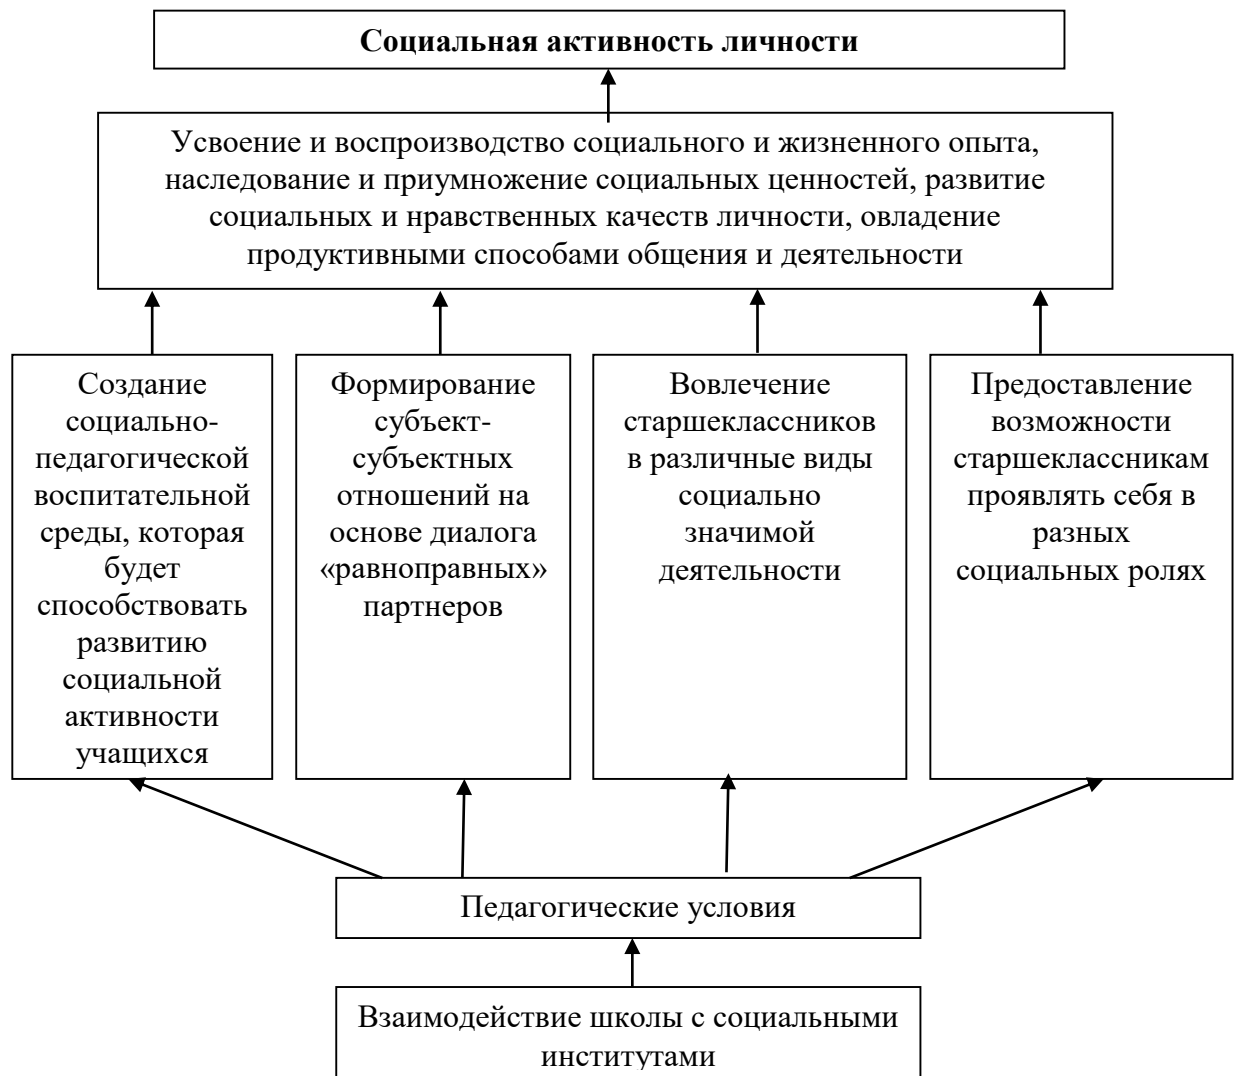 Социальная активность личности
Усвоение и воспроизводство социального и жизненного опыта,
наследование и приумножение социальных ценностей, развитие
социальных и нравственных качеств личности, овладение
продуктивными способами общения и деятельности
Создание
социально-
педагогической
воспитательной
среды, которая
будет
способствовать
развитию
социальной
активности
учащихся
Формирование
субъект-
субъектных
отношений на
основе диалога
«равноправных»
партнеров
Вовлечение
старшеклассников
в различные виды
социально
значимой
деятельности
Предоставление
возможности
старшеклассникам
проявлять себя в
разных
социальных ролях
Педагогические условия
Взаимодействие школы с социальными
институтами